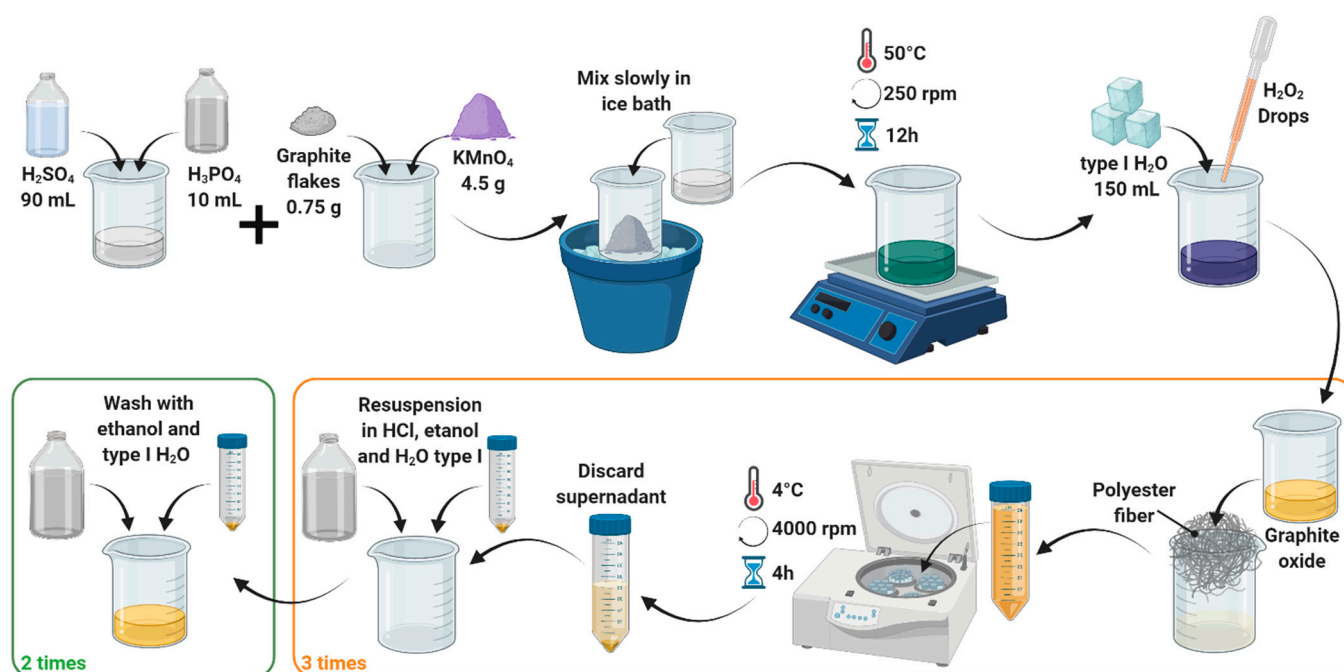 H₂SO₄
90 mL
H₃PO₄
10 mL
+
Graphite
flakes
0.75 g
KMnO₄
4.5 g
Mix slowly in
ice bath
50°C
250 rpm
12h
type I H₂O
150 mL
H₂O₂
Drops
Wash with
ethanol and
type I H₂O
2 times
Resuspension
in HCl, etanol
and H₂O type I
3 times
Discard
supernadant
4°C
4000 rpm
4h
Polyester
fiber
Graphite
oxide